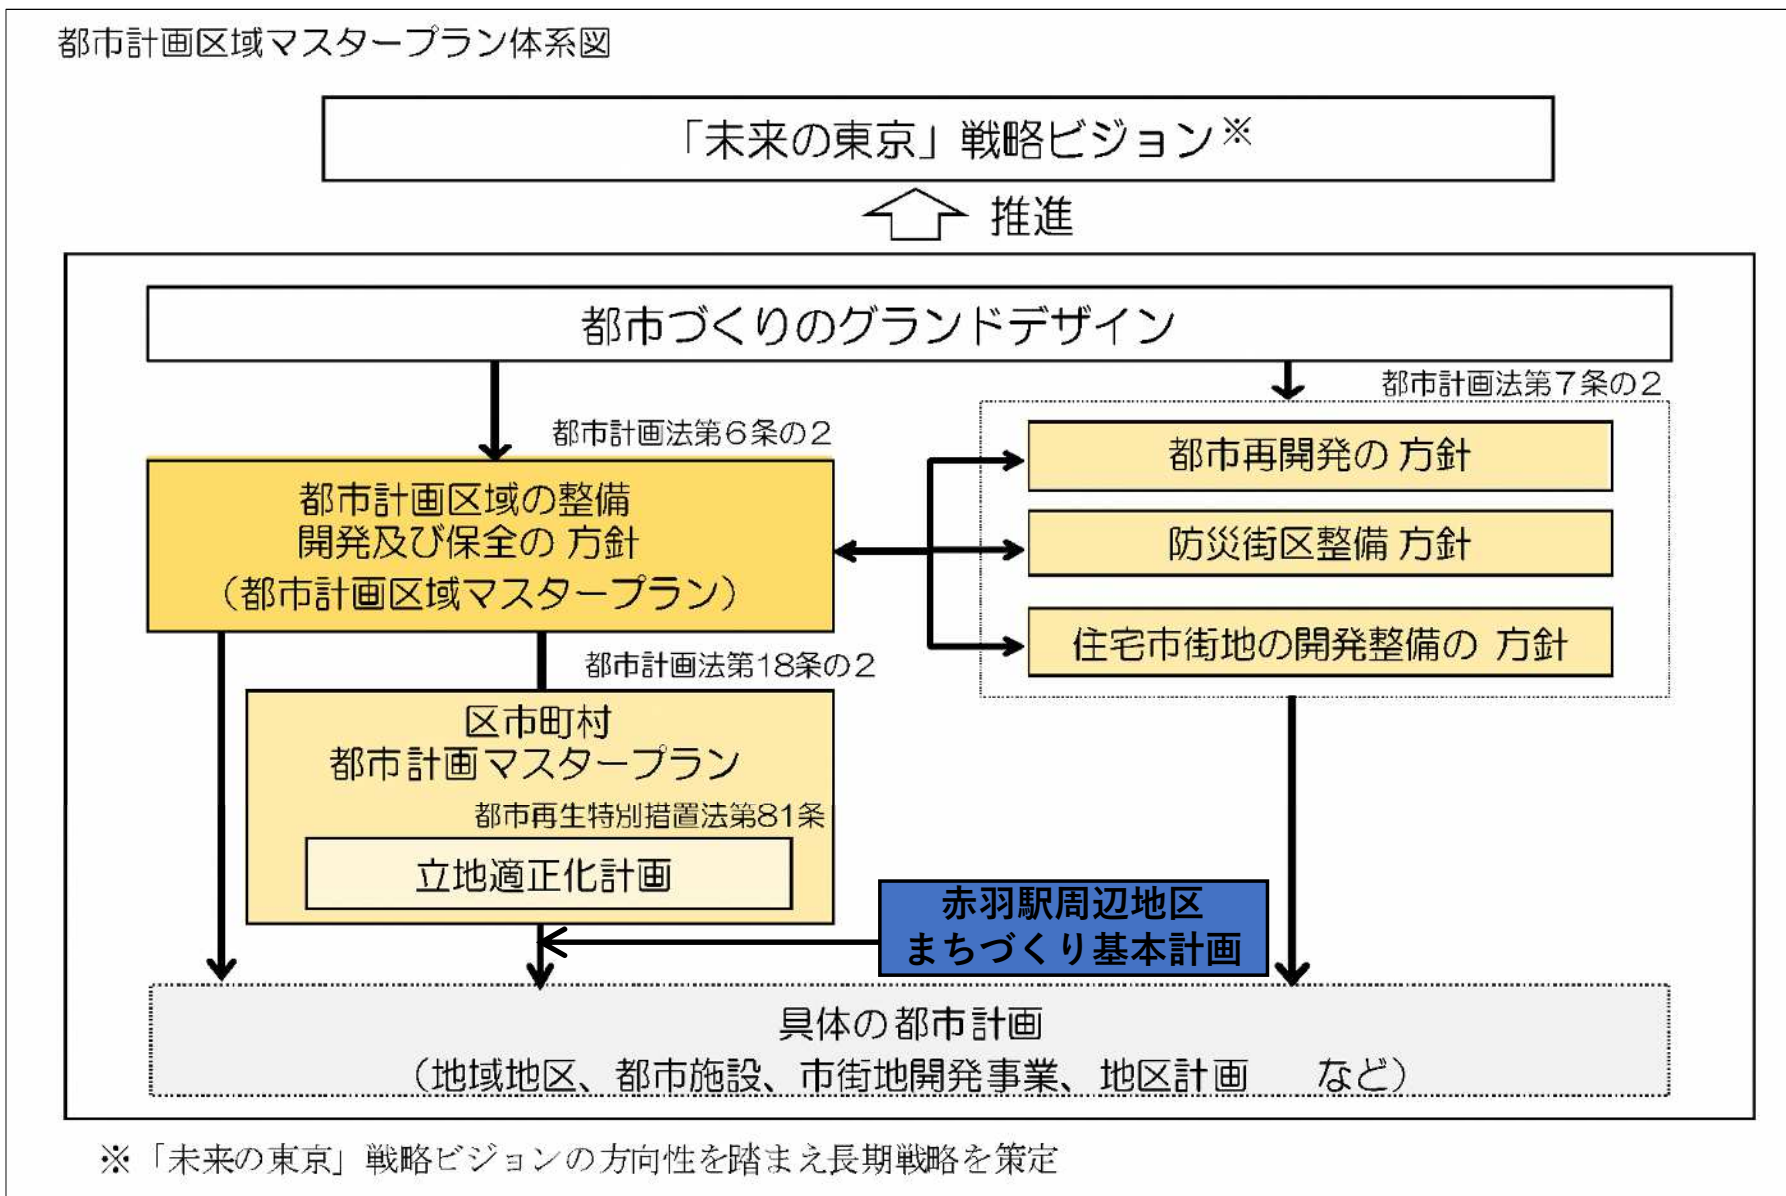 都市計画区域マスタープラン体系図
「未来の東京」戦略ビジョン※
推進
都市づくりのグランドデザイン
都市計画法第7条の2
都市計画法第6条の2
都市計画区域の整備
開発及び保全の 方針
（都市計画区域マスタープラン）
都市再開発の 方針
防災街区整備 方針
住宅市街地の開発整備の 方針
都市計画法第18条の2
区市町村
都市計画マスタープラン
都市再生特別措置法第81条
立地適正化計画
赤羽駅周辺地区
まちづくり基本計画
具体の都市計画
（地域地区、都市施設、市街地開発事業、地区計画　など）
※「未来の東京」戦略ビジョンの方向性を踏まえ長期戦略を策定